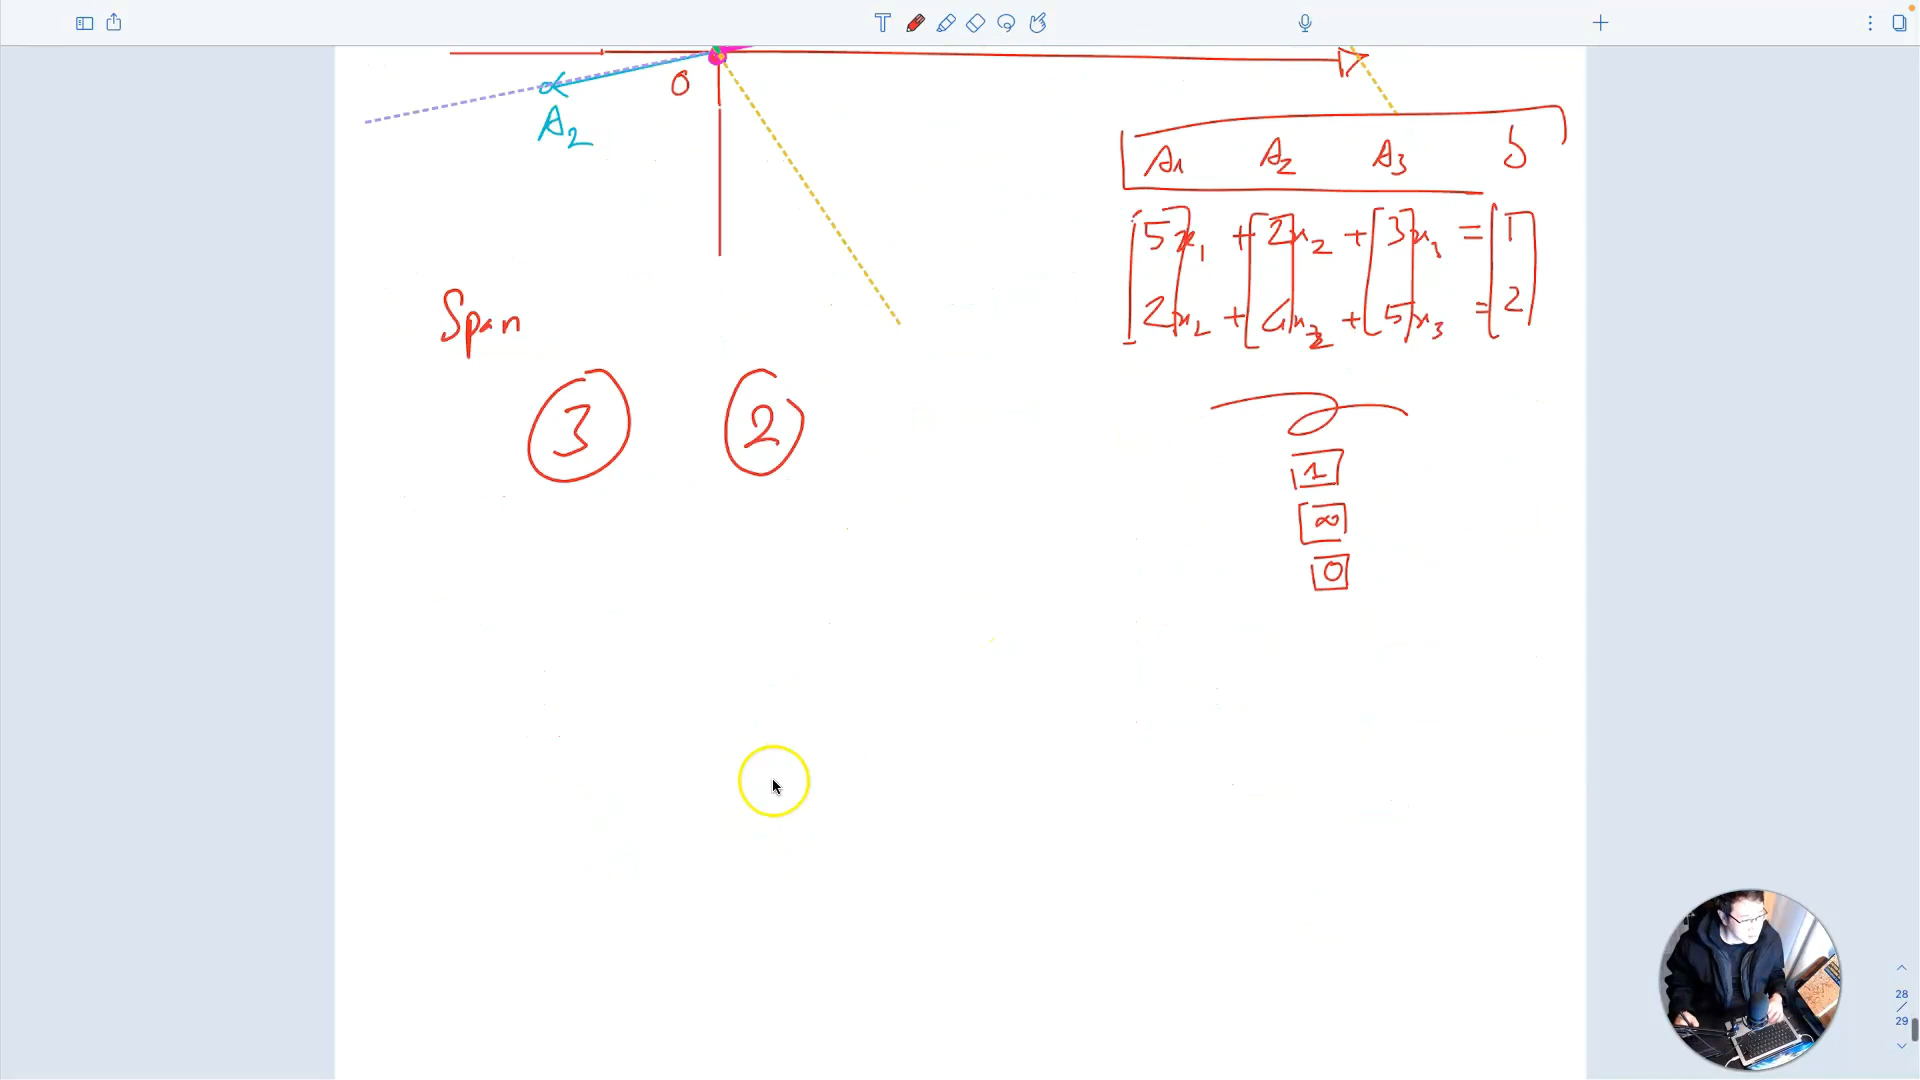 0
A₂
A₁ A₂ A₃ b
[5]x₁ + [2]x₂ + [3]x₃ = [1]
[2]x₂ + [4]x₂ + [5]x₃ = [2]
Span
3 2
1
∞
0
T
28
/
29